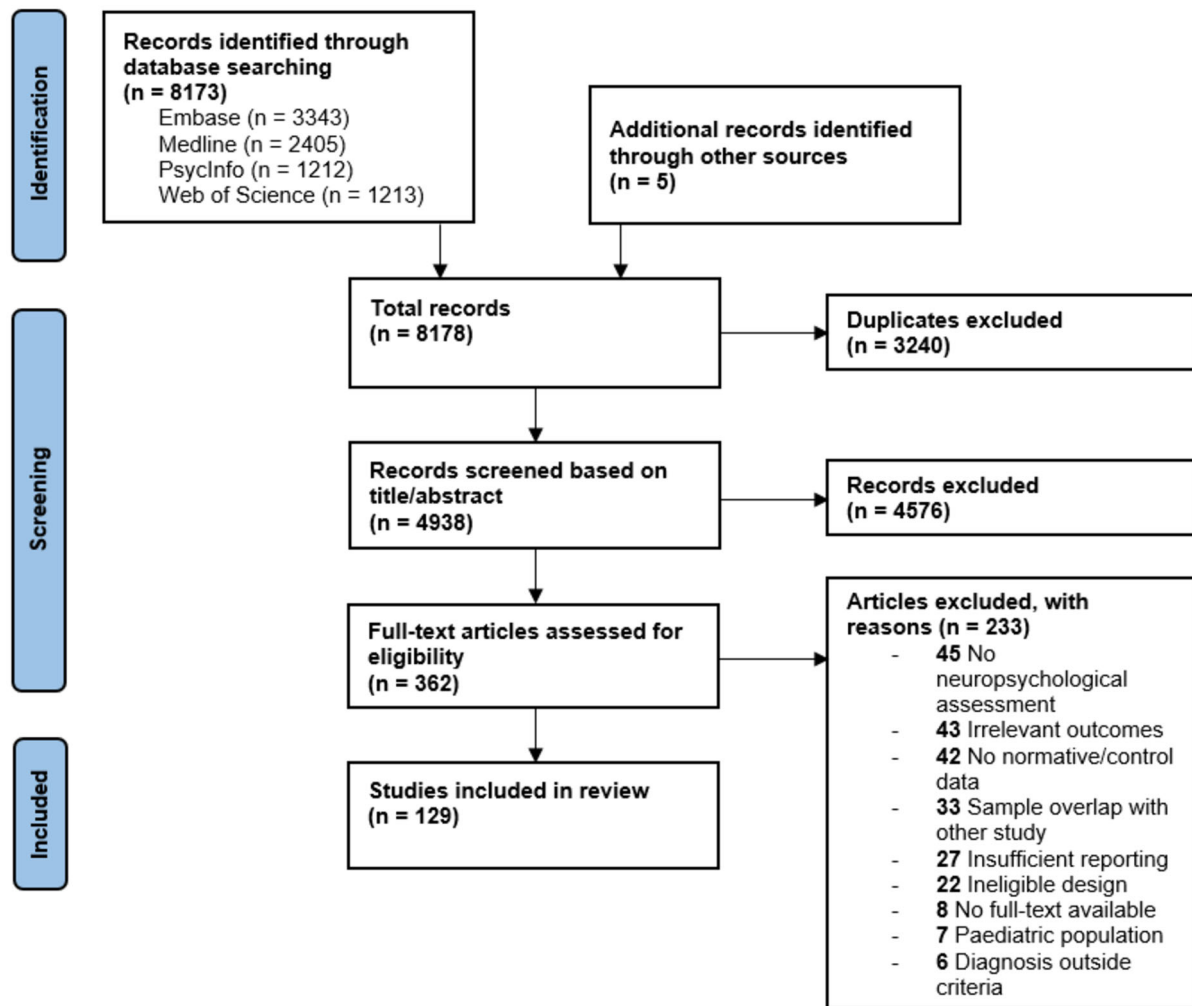 Identification
Records identified through
database searching
(n = 8173)
Embase (n = 3343)
Medline (n = 2405)
PsycInfo (n = 1212)
Web of Science (n = 1213)
Additional records identified
through other sources
(n = 5)
Screening
Total records
(n = 8178)
Duplicates excluded
(n = 3240)
Records screened based on
title/abstract
(n = 4938)
Records excluded
(n = 4576)
Full-text articles assessed for
eligibility
(n = 362)
Articles excluded, with
reasons (n = 233)
- 45 No
neuropsychological
assessment
- 43 Irrelevant outcomes
- 42 No normative/control
data
- 33 Sample overlap with
other study
- 27 Insufficient reporting
- 22 Ineligible design
- 8 No full-text available
- 7 Paediatric population
- 6 Diagnosis outside
criteria
Included
Studies included in review
(n = 129)